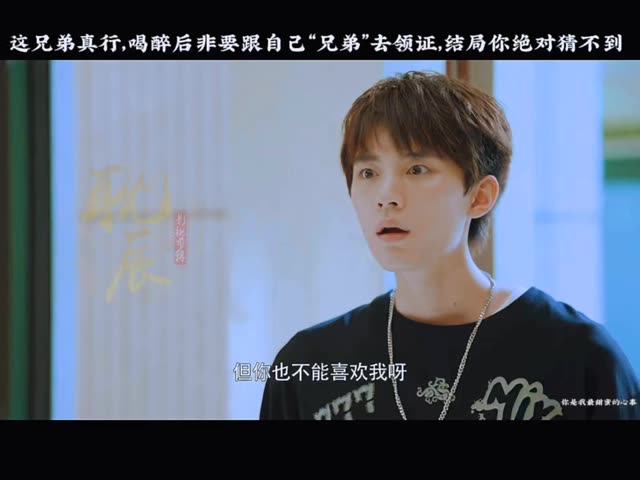 这兄弟真行,喝醉后非要跟自己“兄弟”去领证,结局你绝对猜不到
耽辰
但你也不能喜欢我呀
你是我最甜蜜的心事